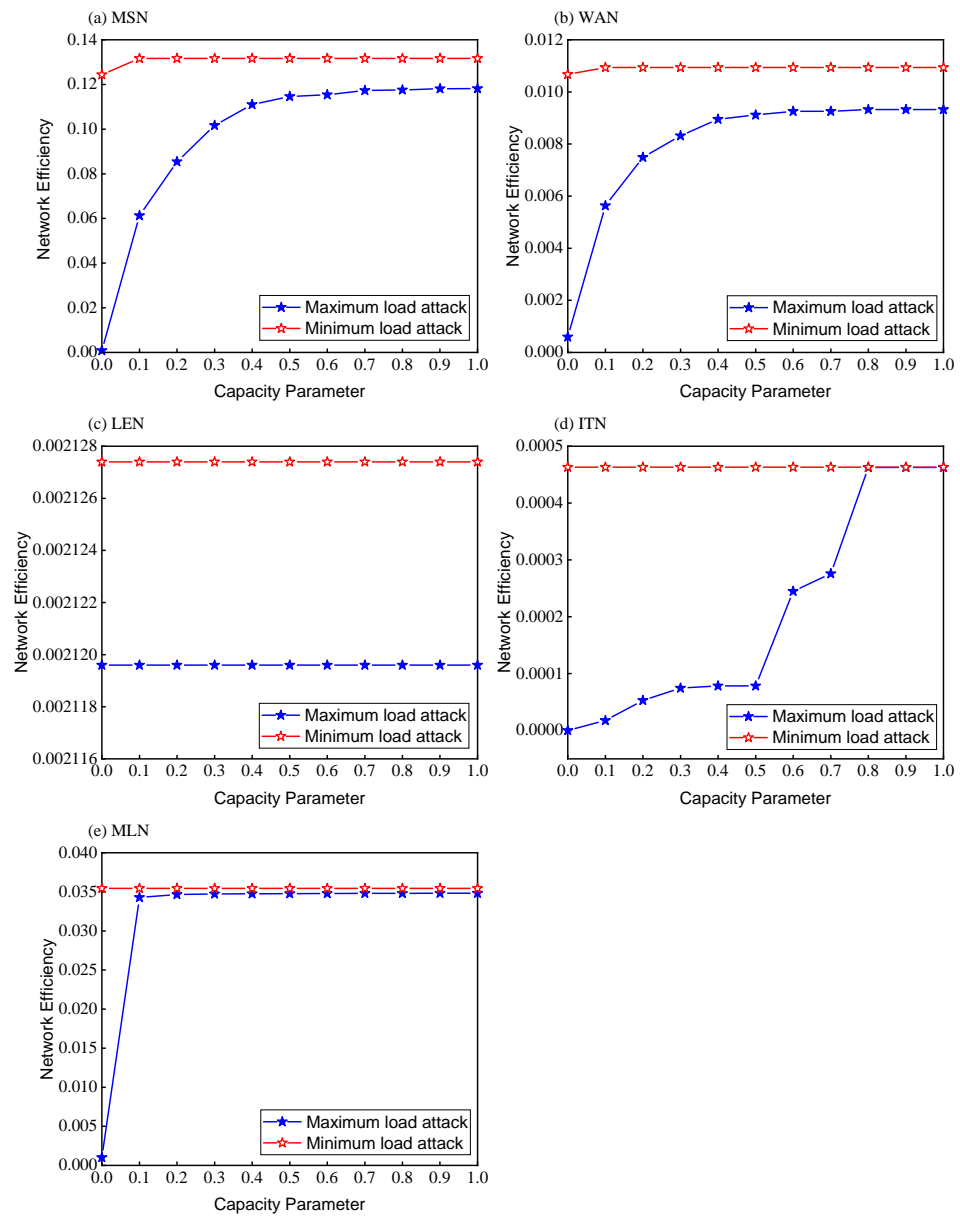 (a) MSN
0.14
0.12
0.10
0.08
0.06
0.04
0.02
0.00
Network Efficiency
Maximum load attack
Minimum load attack
0.0 0.1 0.2 0.3 0.4 0.5 0.6 0.7 0.8 0.9 1.0
Capacity Parameter
(b) WAN
0.012
0.010
0.008
0.006
0.004
0.002
0.000
Network Efficiency
Maximum load attack
Minimum load attack
0.0 0.1 0.2 0.3 0.4 0.5 0.6 0.7 0.8 0.9 1.0
Capacity Parameter
(c) LEN
0.002128
0.002126
0.002124
0.002122
0.002120
0.002118
0.002116
Network Efficiency
Maximum load attack
Minimum load attack
0.0 0.1 0.2 0.3 0.4 0.5 0.6 0.7 0.8 0.9 1.0
Capacity Parameter
(d) ITN
0.0005
0.0004
0.0003
0.0002
0.0001
0.0000
Network Efficiency
Maximum load attack
Minimum load attack
0.0 0.1 0.2 0.3 0.4 0.5 0.6 0.7 0.8 0.9 1.0
Capacity Parameter
(e) MLN
0.040
0.035
0.030
0.025
0.020
0.015
0.010
0.005
0.000
Network Efficiency
Maximum load attack
Minimum load attack
0.0 0.1 0.2 0.3 0.4 0.5 0.6 0.7 0.8 0.9 1.0
Capacity Parameter